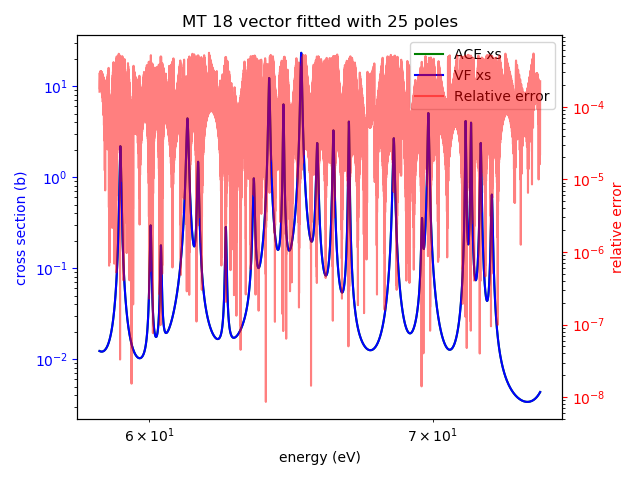 MT 18 vector fitted with 25 poles
ACE xs
VF xs
Relative error
cross section (b)
10¹
10⁰
10⁻¹
10⁻²
relative error
10⁻⁴
10⁻⁵
10⁻⁶
10⁻⁷
10⁻⁸
6 × 10¹
7 × 10¹
energy (eV)